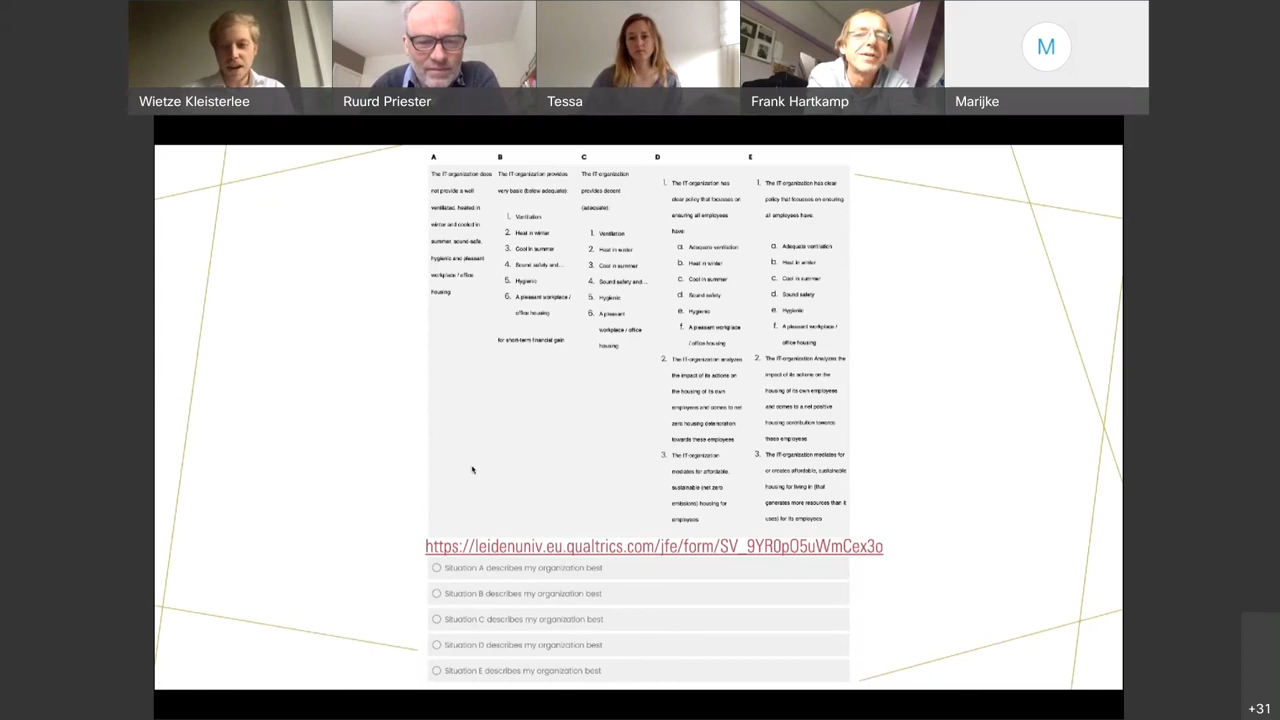 M
Wietze Kleisterlee
Ruurd Priester
Tessa
Frank Hartkamp
Marijke
A
The IT-organization does
not provide a well
ventilated, heated in
winter and cooled in
summer, sound-safe,
hygienic and pleasant
workplace / office
housing
B
The IT-organization provides
very basic (below adequate):
1. Ventilation
2. Heat in winter
3. Cool in summer
4. Sound safety and...
5. Hygienic
6. A pleasant workplace /
office housing
for short-term financial gain
C
The IT-organization
provides decent
(adequate):
1. Ventilation
2. Heat in winter
3. Cool in summer
4. Sound safety and...
5. Hygienic
6. A pleasant
workplace / office
housing
D
1. The IT-organization has
clear policy that focusses on
ensuring all employees
have:
a. Adequate ventilation
b. Heat in winter
c. Cool in summer
d. Sound safety
e. Hygienic
f. A pleasant workplace
/ office housing
2. The IT-organization analyzes
the impact of its actions on
the housing of its own
employees and comes to net
zero housing deterioration
towards these employees
3. The IT-organization
mediates for affordable,
sustainable (net zero
emissions) housing for
employees
E
1. The IT-organization has clear
policy that focusses on ensuring
all employees have:
a. Adequate ventilation
b. Heat in winter
c. Cool in summer
d. Sound safety
e. Hygienic
f. A pleasant workplace /
office housing
2. The IT-organization Analyzes the
impact of its actions on the
housing of its own employees
and comes to a net positive
housing contribution towards
these employees
3. The IT-organization mediates for
or creates affordable, sustainable
housing for living in (that
generates more resources than it
uses) for its employees
https://leidenuniv.eu.qualtrics.com/jfe/form/SV_9YR0pO5uWmCex3o
Situation A describes my organization best
Situation B describes my organization best
Situation C describes my organization best
Situation D describes my organization best
Situation E describes my organization best
+31